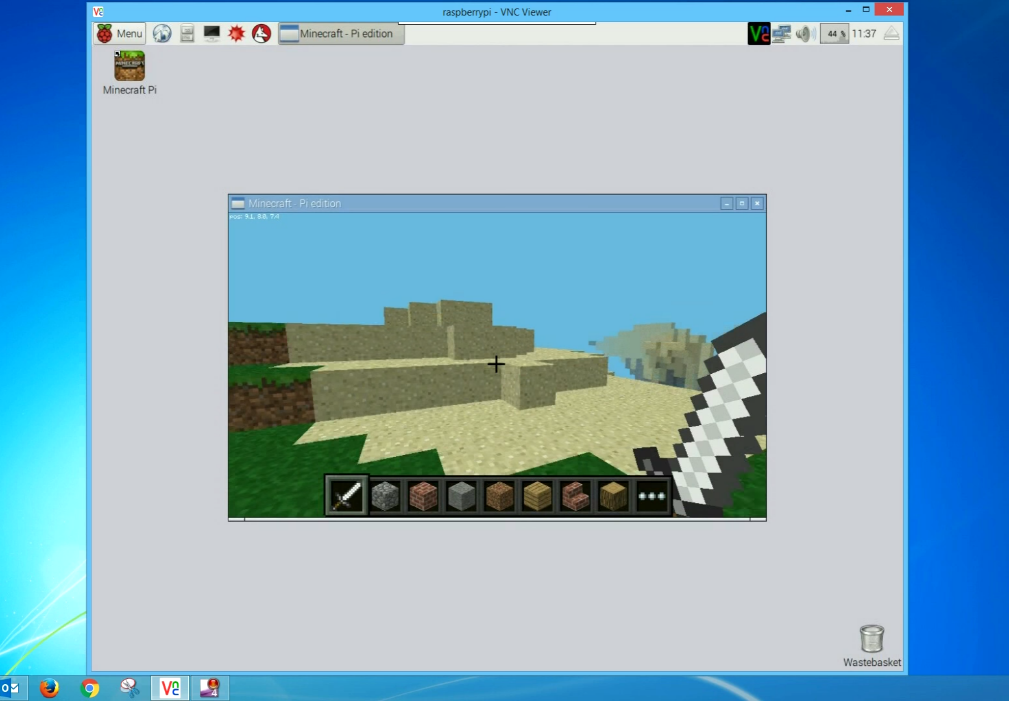 raspberrypi - VNC Viewer
Menu
Minecraft - Pi edition
44 %
11:37
Minecraft Pi
Minecraft - Pi edition
Wastebasket